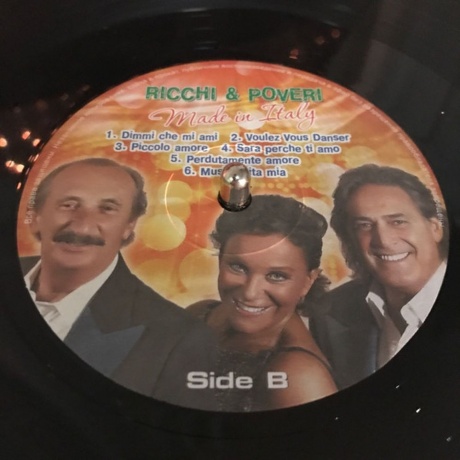 RICCHI & POVERI
Made in Italy
1. Dimmi che mi ami 2. Voulez Vous Danser
3. Piccolo amore 4. Sara perche ti amo
5. Perdutamente amore
6. mia
Side B